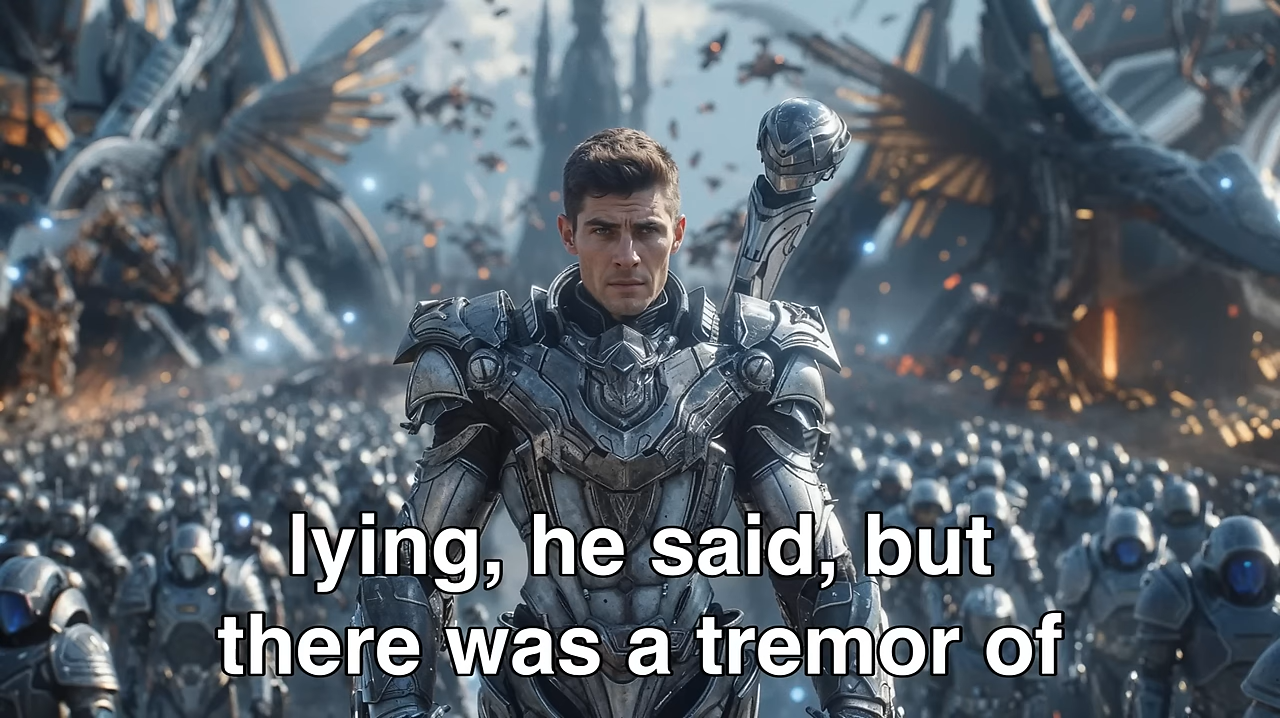 lying, he said, but
there was a tremor of